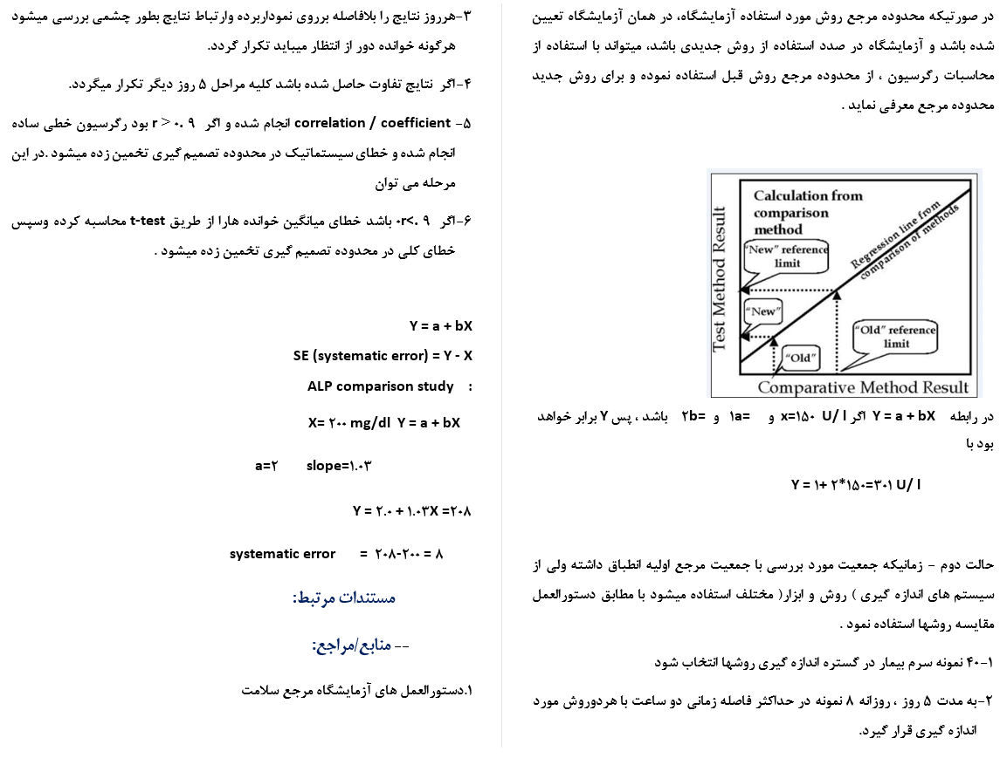 در صورتیکه محدوده مرجع روش مورد استفاده آزمایشگاه، در همان آزمایشگاه تعیین
شده باشد و آزمایشگاه در صدد استفاده از روش جدیدی باشد، میتواند با استفاده از
محاسبات رگرسیون ، از محدوده مرجع روش قبل استفاده نموده و برای روش جدید
محدوده مرجع معرفی نماید .
Calculation from
comparison
method
Regression line from
comparison of methods
"New" reference
limit
"New"
"Old" reference
limit
"Old"
Test Method Result
Comparative Method Result
در رابطه Y = a + bX اگر x=۱۵۰ U/ l و ۱a= و ۲b= باشد ، پس Y برابر خواهد
بود با
Y = ۱+ ۲*۱۵۰=۳۰۱ U/ l
حالت دوم - زمانیکه جمعیت مورد بررسی با جمعیت مرجع اولیه انطباق داشته ولی از
سیستم های اندازه گیری ) روش و ابزار( مختلف استفاده میشود با مطابق دستورالعمل
مقایسه روشها استفاده نمود .
۱-۴۰ نمونه سرم بیمار در گستره اندازه گیری روشها انتخاب شود
۲-به مدت ۵ روز ، روزانه ۸ نمونه در حداکثر فاصله زمانی دو ساعت با هردوروش مورد
اندازه گیری قرار گیرد.
۳-هرروز نتایج را بلافاصله برروی نموداربرده وارتباط نتایج بطور چشمی بررسی میشود
هرگونه خوانده دور از انتظار میباید تکرار گردد.
۴-اگر نتایج تفاوت حاصل شده باشد کلیه مراحل ۵ روز دیگر تکرار میگردد.
۵- correlation / coefficient انجام شده و اگر r > ۰. ۹ بود رگرسیون خطی ساده
انجام شده و خطای سیستماتیک در محدوده تصمیم گیری تخمین زده میشود .در این
مرحله می توان
۶-اگر ۰r<. ۹ باشد خطای میانگین خوانده هارا از طریق t-test محاسبه کرده وسپس
خطای کلی در محدوده تصمیم گیری تخمین زده میشود .
Y = a + bX
SE (systematic error) = Y - X
ALP comparison study :
X= ۲۰۰ mg/dl Y = a + bX
a=۲ slope=۱.۰۳
Y = ۲.۰ + ۱.۰۳X =۲۰۸
systematic error = ۲۰۸-۲۰۰ = ۸
مستندات مرتبط:
-- منابع/مراجع:
۱.دستورالعمل های آزمایشگاه مرجع سلامت